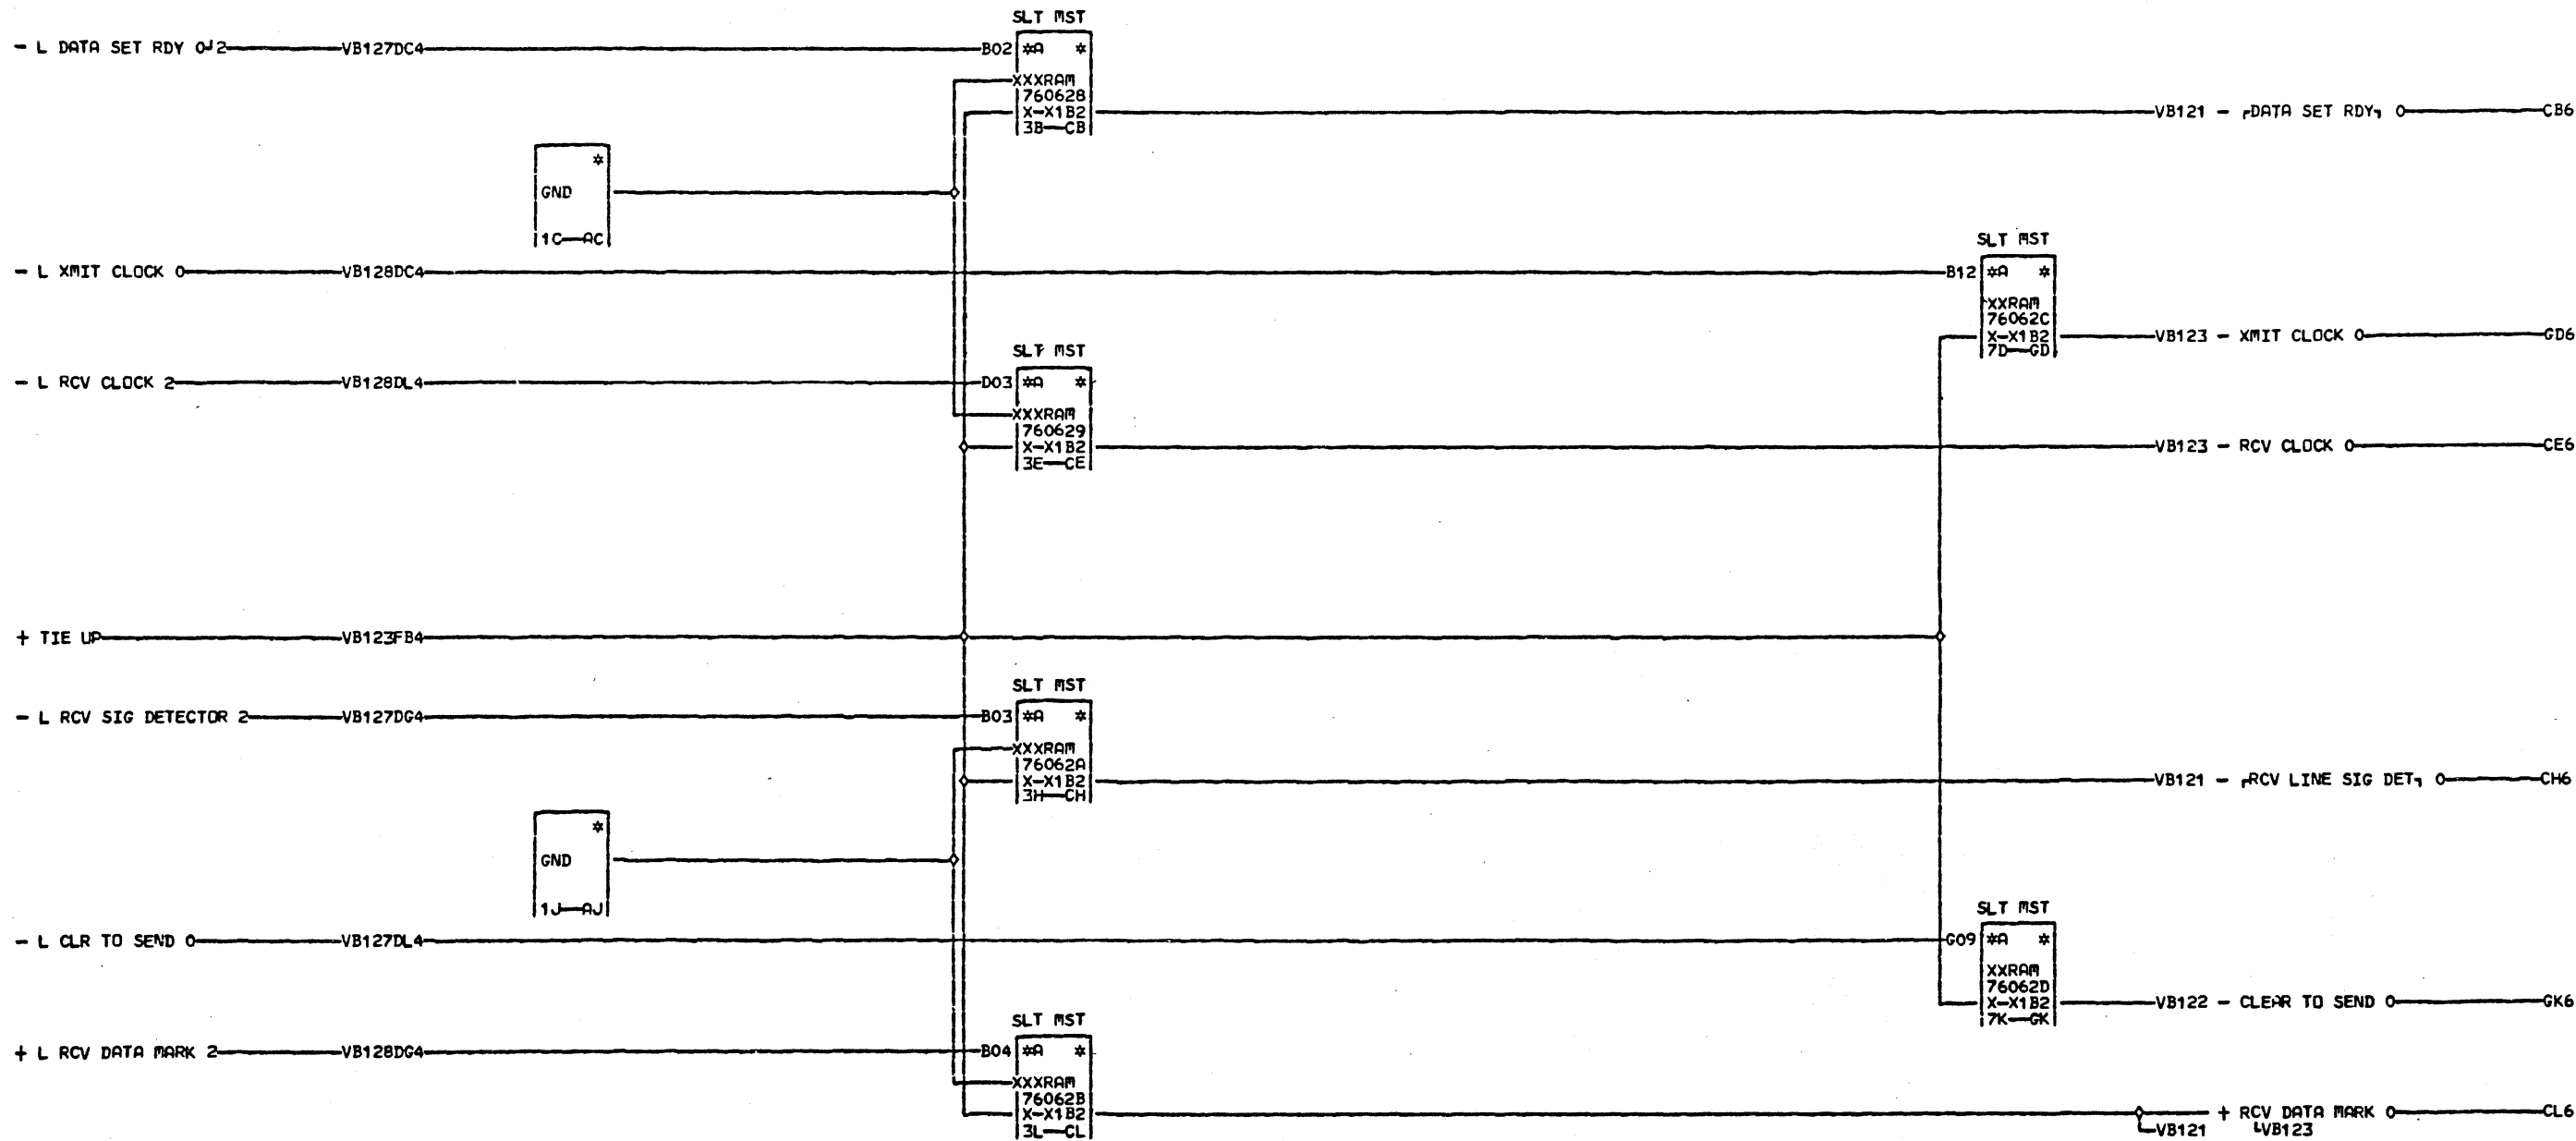 SLT MST
- L DATA SET RDY 0 2 VB127DC4 B02 *A *
XXXRAM
760628
X-X1B2 VB121 - ┌DATA SET RDY┐ 0 CB6
3B CB
*
GND
1C AC
SLT MST
- L XMIT CLOCK 0 VB128DC4 B12 *A *
XXRAM
76062C
X-X1B2 VB123 - XMIT CLOCK 0 GD6
7D GD
SLT MST
- L RCV CLOCK 2 VB128DL4 D03 *A *
XXXRAM
760629
X-X1B2 VB123 - RCV CLOCK 0 CE6
3E CE
+ TIE UP VB123FB4
SLT MST
- L RCV SIG DETECTOR 2 VB127DG4 B03 *A *
XXXRAM
76062A
X-X1B2 VB121 - ┌RCV LINE SIG DET┐ 0 CH6
3H CH
*
GND
1J AJ
SLT MST
- L CLR TO SEND 0 VB127DL4 G09 *A *
XXRAM
76062D
X-X1B2 VB122 - CLEAR TO SEND 0 GK6
7K GK
SLT MST
+ L RCV DATA MARK 2 VB128DG4 B04 *A *
XXXRAM
76062B
X-X1B2 + RCV DATA MARK 0 CL6
3L CL VB121 VB123